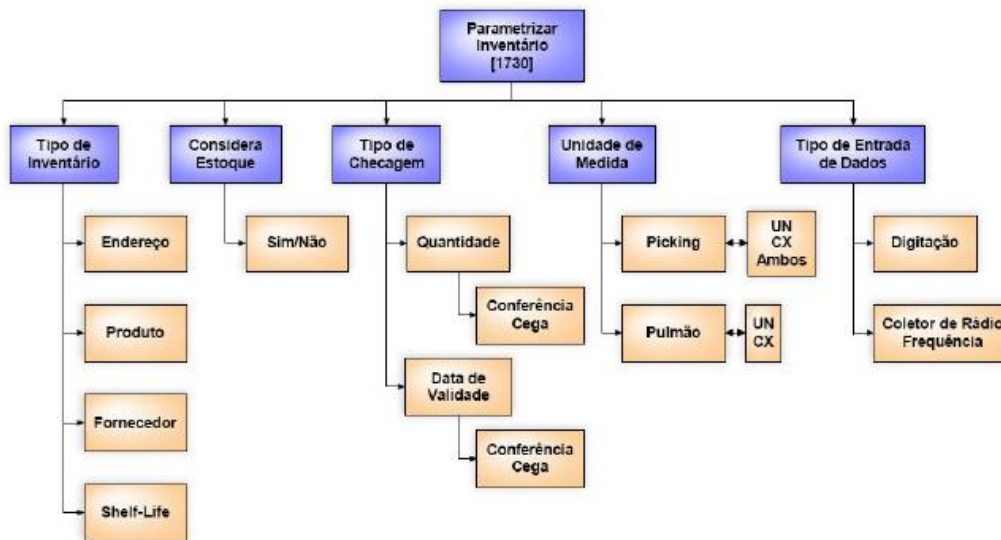 Parametrizar
Inventário
[1730]
Tipo de
Inventário
Considera
Estoque
Tipo de
Checagem
Unidade de
Medida
Tipo de Entrada
de Dados
Endereço
Sim/Não
Quantidade
Picking
UN
CX
Ambos
Digitação
Conferência
Cega
Produto
Pulmão
UN
CX
Coletor de Rádio
Frequência
Data de
Validade
Fornecedor
Conferência
Cega
Shelf-Life